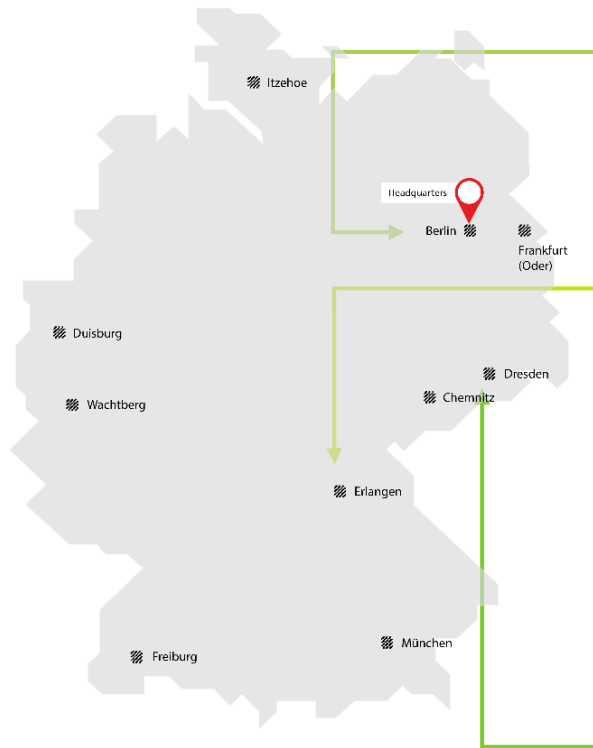 Itzehoe
Headquarters
Berlin
Frankfurt
(Oder)
Duisburg
Dresden
Chemnitz
Wachtberg
Erlangen
München
Freiburg